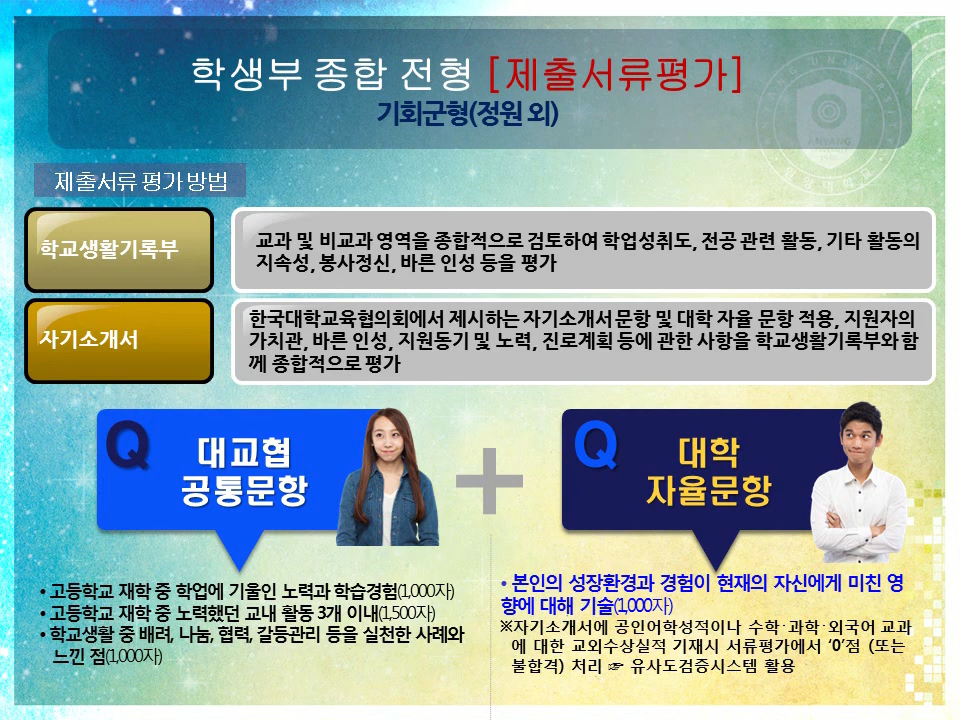 학생부 종합 전형 [제출서류평가]
기회균형(정원 외)
ANYANG
제출서류 평가 방법
학교생활기록부
교과 및 비교과 영역을 종합적으로 검토하여 학업성취도, 전공 관련 활동, 기타 활동의
지속성, 봉사정신, 바른 인성 등을 평가
자기소개서
한국대학교육협의회에서 제시하는 자기소개서 문항 및 대학 자율 문항 적용, 지원자의
가치관, 바른 인성, 지원동기 및 노력, 진로계획 등에 관한 사항을 학교생활기록부와 함
께 종합적으로 평가
Q 대교협
공통문항
+
Q 대학
자율문항
• 고등학교 재학 중 학업에 기울인 노력과 학습경험(1,000자)
• 고등학교 재학 중 노력했던 교내 활동 3개 이내(1,500자)
• 학교생활 중 배려, 나눔, 협력, 갈등관리 등을 실천한 사례와
느낀 점(1,000자)
• 본인의 성장환경과 경험이 현재의 자신에게 미친 영
향에 대해 기술(1,000자)
※자기소개서에 공인어학성적이나 수학·과학·외국어 교과
에 대한 교외수상실적 기재시 서류평가에서 ‘0’점 (또는
불합격) 처리 ☞ 유사도검증시스템 활용